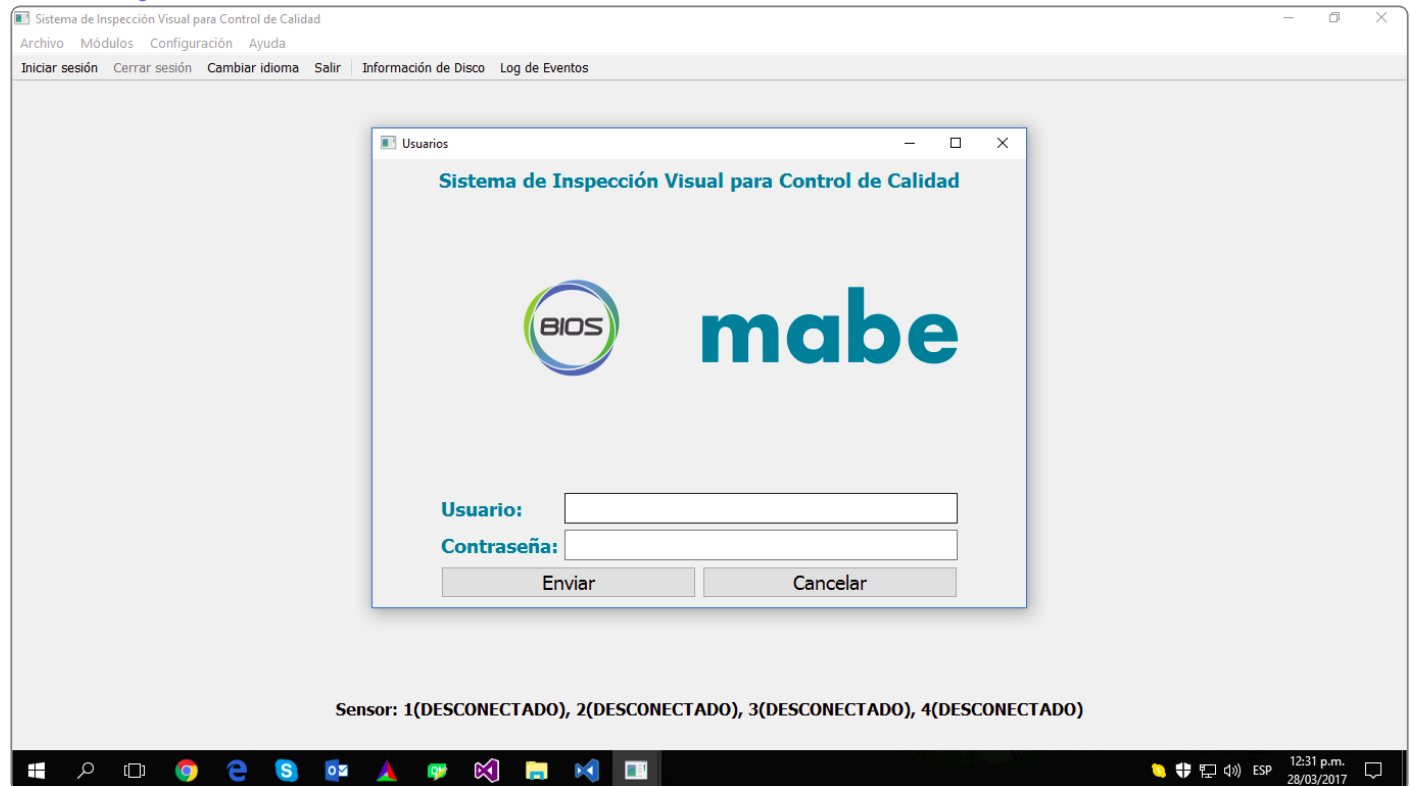 Sistema de Inspección Visual para Control de Calidad
Archivo Módulos Configuración Ayuda
Iniciar sesión Cerrar sesión Cambiar idioma Salir Información de Disco Log de Eventos
Usuarios
Sistema de Inspección Visual para Control de Calidad
BIOS mabe
Usuario:
Contraseña:
Enviar Cancelar
Sensor: 1(DESCONECTADO), 2(DESCONECTADO), 3(DESCONECTADO), 4(DESCONECTADO)
ESP 12:31 p.m.
28/03/2017